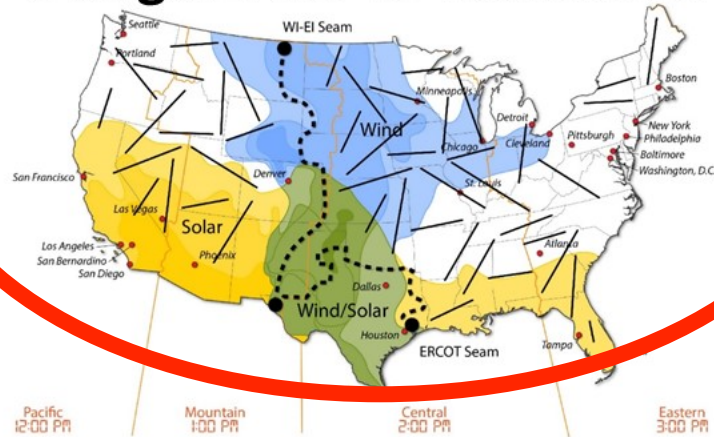 WI-EI Seam
Seattle
Portland
Minneapolis
Boston
Wind
Detroit
New York
Chicago
Cleveland
Pittsburgh
Philadelphia
Baltimore
Washington, D.C
San Francisco
Denver
St. Louis
Las Vegas
Solar
Los Angeles
San Bernardino
San Diego
Phoenix
Atlanta
Dallas
Wind/Solar
Houston
ERCOT Seam
Tampa
Pacific
12:00 PM
Mountain
1:00 PM
Central
2:00 PM
Eastern
3:00 PM